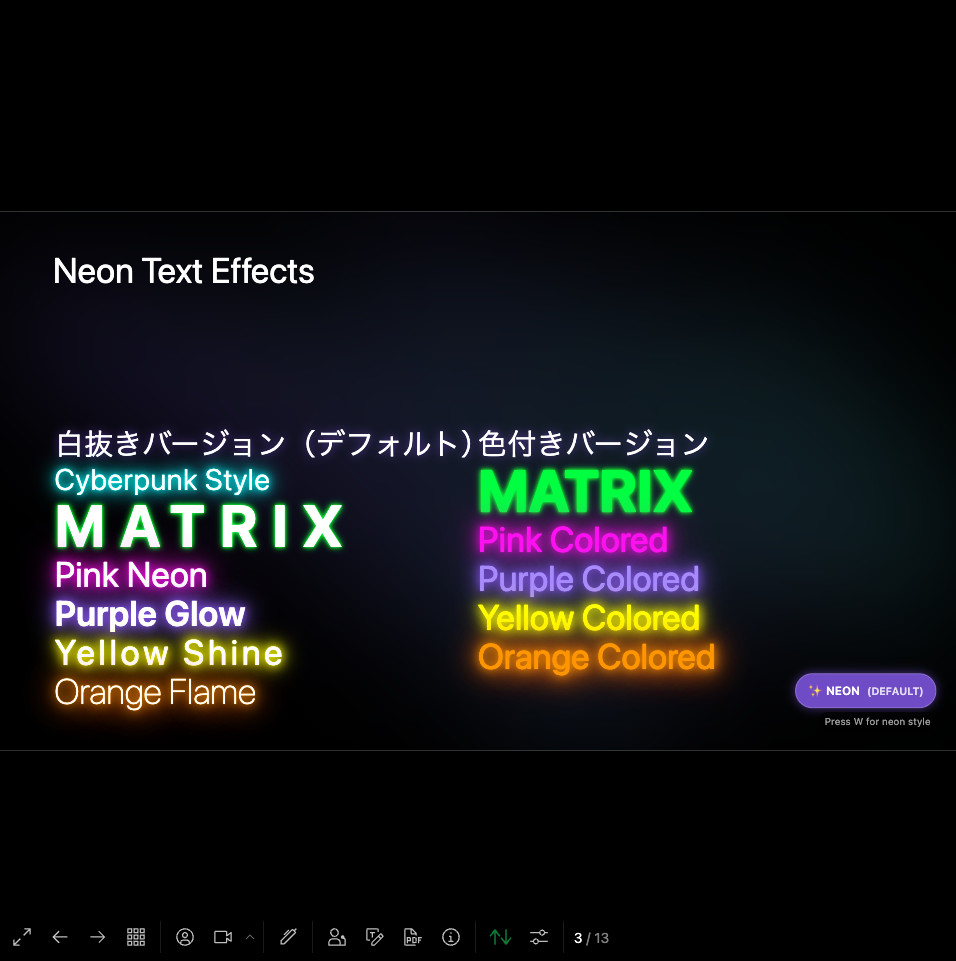 Neon Text Effects
白抜きバージョン（デフォルト）
Cyberpunk Style
MATRIX
Pink Neon
Purple Glow
Yellow Shine
Orange Flame
色付きバージョン
MATRIX
Pink Colored
Purple Colored
Yellow Colored
Orange Colored
✨ NEON (DEFAULT)
Press W for neon style
PDF
3 / 13